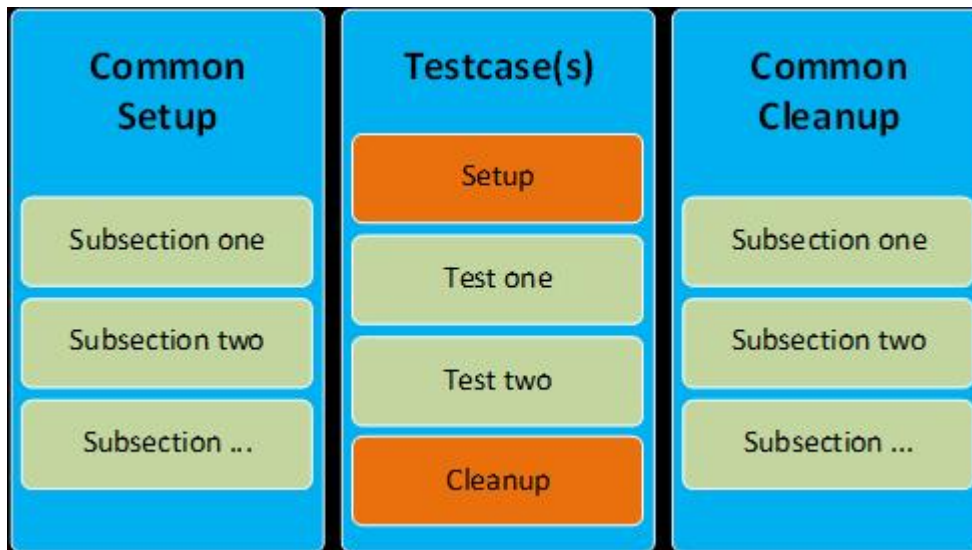 Common
Setup
Subsection one
Subsection two
Subsection ...
Testcase(s)
Setup
Test one
Test two
Cleanup
Common
Cleanup
Subsection one
Subsection two
Subsection ...